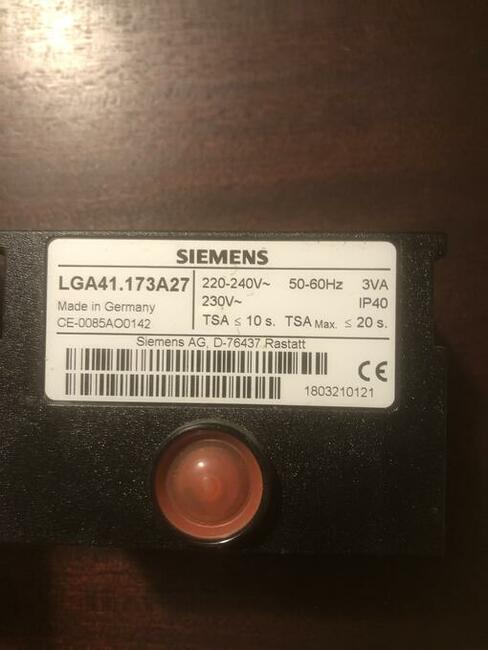 SIEMENS
LGA41.173A27
Made in Germany
CE-0085AO0142
220-240V~ 50-60Hz 3VA
230V~ IP40
TSA ≤ 10 s. TSA Max. ≤ 20 s.
Siemens AG, D-76437 Rastatt
CE
1803210121